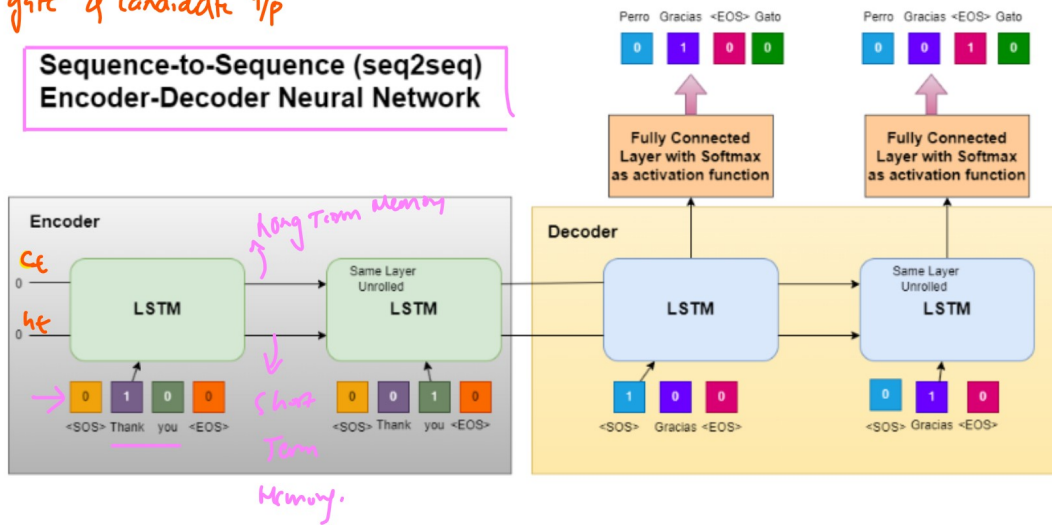 gate & candidate i/p
Perro Gracias <EOS> Gato
0 1 0 0
Perro Gracias <EOS> Gato
0 0 1 0
Sequence-to-Sequence (seq2seq)
Encoder-Decoder Neural Network
Fully Connected
Layer with Softmax
as activation function
Fully Connected
Layer with Softmax
as activation function
Encoder
Long Term Memory
Decoder
Ct
0
ht
0
LSTM
Same Layer
Unrolled
LSTM
LSTM
Same Layer
Unrolled
LSTM
0 1 0 0
<SOS> Thank you <EOS>
Short
Term
Memory.
0 0 1 0
<SOS> Thank you <EOS>
1 0 0
<SOS> Gracias <EOS>
0 1 0
<SOS> Gracias <EOS>